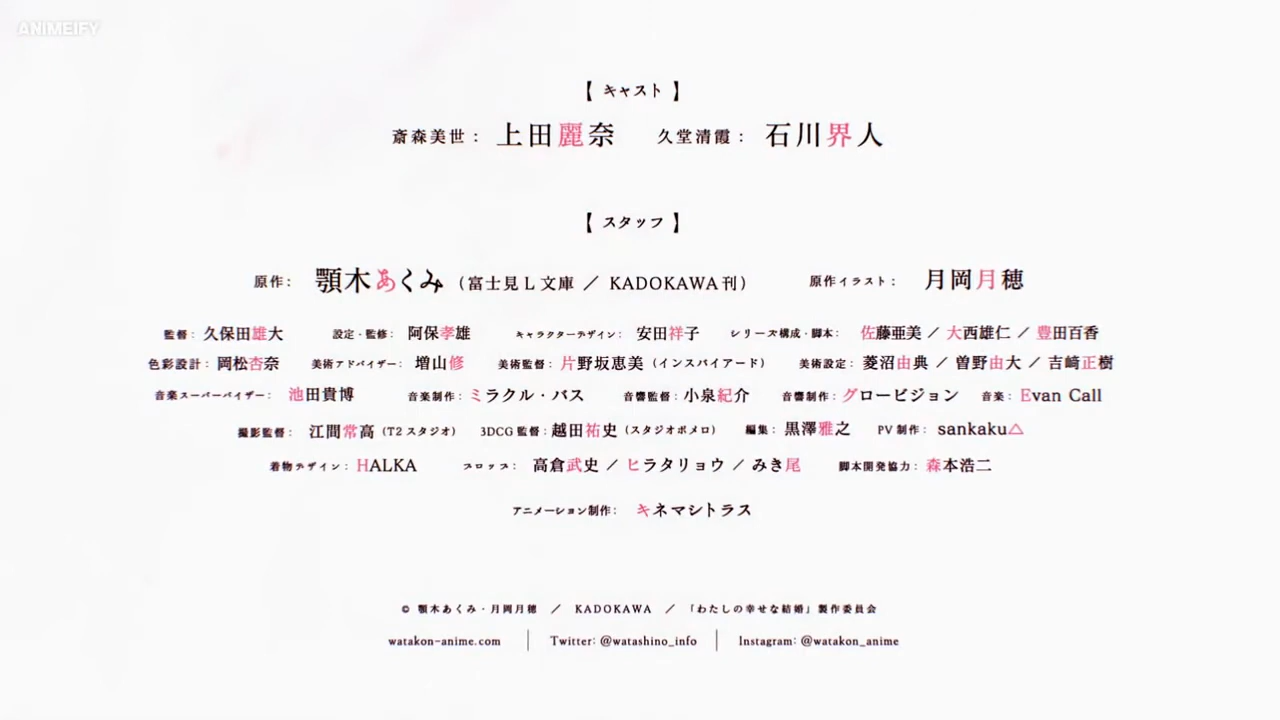 ANIMEIFY
【 キャスト 】
斎森美世： 上田麗奈 久堂清霞： 石川界人
【 スタッフ 】
原作： 顎木あくみ （富士見L文庫 ／ KADOKAWA刊） 原作イラスト： 月岡月穂
監督： 久保田雄大 設定・監修： 阿保孝雄 キャラクターデザイン： 安田祥子 シリーズ構成・脚本： 佐藤亜美 ／ 大西雄仁 ／ 豊田百香
色彩設計： 岡松杏奈 美術アドバイザー： 増山修 美術監督： 片野坂恵美（インスパイアード） 美術設定： 菱沼由典 ／ 曽野由大 ／ 吉﨑正樹
音楽スーパーバイザー： 池田貴博 音楽制作： ミラクル・バス 音響監督： 小泉紀介 音響制作： グロービジョン 音楽： Evan Call
撮影監督： 江間常高（T2スタジオ） 3DCG監督： 越田祐史（スタジオポメロ） 編集： 黒澤雅之 PV制作： sankaku△
着物デザイン： HALKA プロップ： 高倉武史 ／ ヒラタリョウ ／ みき尾 脚本開発協力： 森本浩二
アニメーション制作： キネマシトラス
© 顎木あくみ・月岡月穂 ／ KADOKAWA ／ 「わたしの幸せな結婚」製作委員会
watakon-anime.com │ Twitter: @watashino_info │ Instagram: @watakon_anime